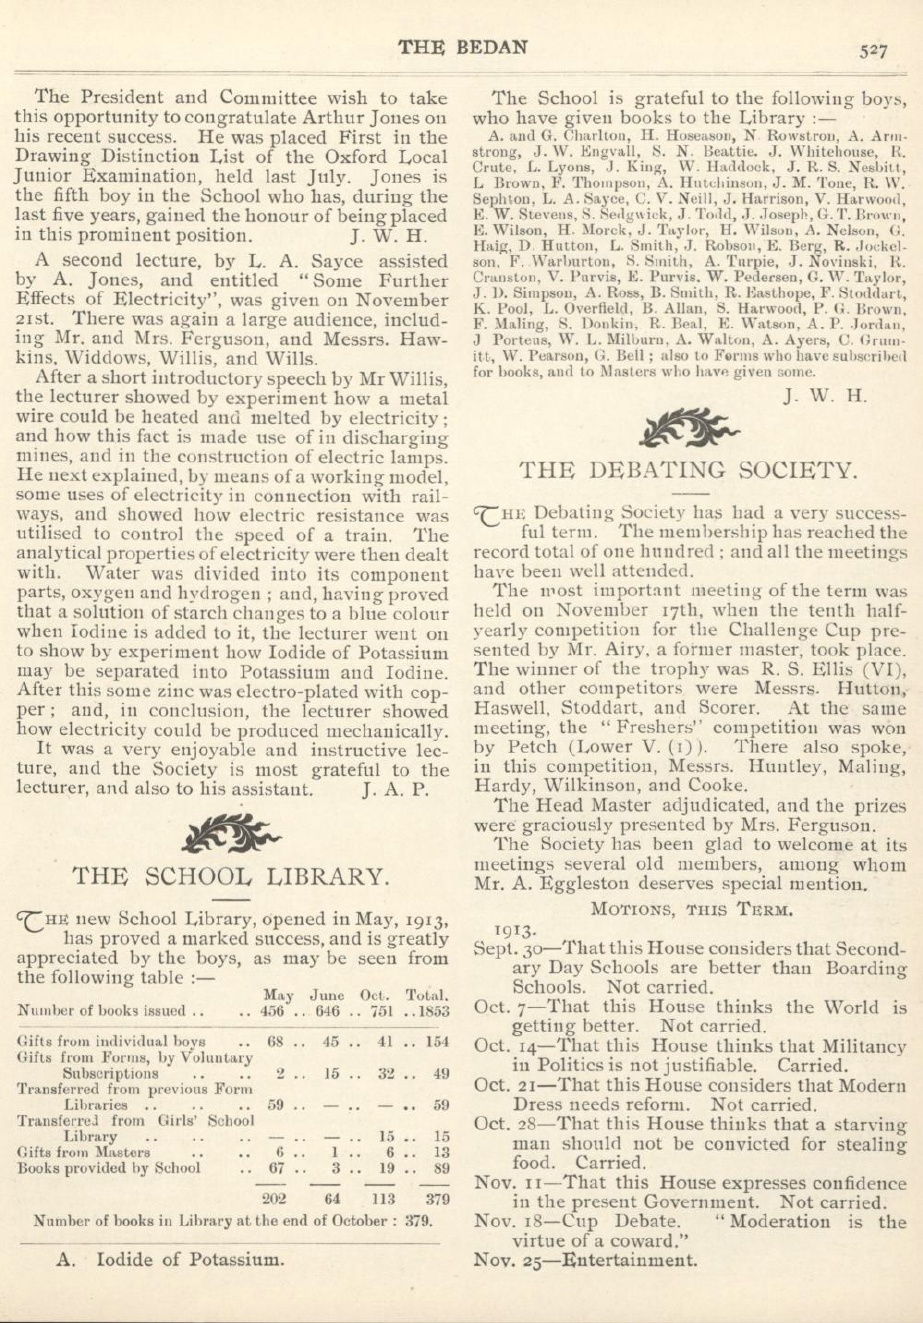 THE BEDAN
527
The President and Committee wish to take
this opportunity to congratulate Arthur Jones on
his recent success. He was placed First in the
Drawing Distinction List of the Oxford Local
Junior Examination, held last July. Jones is
the fifth boy in the School who has, during the
last five years, gained the honour of being placed
in this prominent position. J. W. H.
A second lecture, by L. A. Sayce assisted
by A. Jones, and entitled "Some Further
Effects of Electricity", was given on November
21st. There was again a large audience, includ-
ing Mr. and Mrs. Ferguson, and Messrs. Haw-
kins, Widdows, Willis, and Wills.
After a short introductory speech by Mr Willis,
the lecturer showed by experiment how a metal
wire could be heated and melted by electricity;
and how this fact is made use of in discharging
mines, and in the construction of electric lamps.
He next explained, by means of a working model,
some uses of electricity in connection with rail-
ways, and showed how electric resistance was
utilised to control the speed of a train. The
analytical properties of electricity were then dealt
with. Water was divided into its component
parts, oxygen and hydrogen; and, having proved
that a solution of starch changes to a blue colour
when Iodine is added to it, the lecturer went on
to show by experiment how Iodide of Potassium
may be separated into Potassium and Iodine.
After this some zinc was electro-plated with cop-
per; and, in conclusion, the lecturer showed
how electricity could be produced mechanically.
It was a very enjoyable and instructive lec-
ture, and the Society is most grateful to the
lecturer, and also to his assistant. J. A. P.
THE SCHOOL LIBRARY.
THE new School Library, opened in May, 1913,
has proved a marked success, and is greatly
appreciated by the boys, as may be seen from
the following table :—
May June Oct. Total.
Number of books issued .. .. 456 .. 646 .. 751 ..1853
Gifts from individual boys .. 68 .. 45 .. 41 .. 154
Gifts from Forms, by Voluntary
Subscriptions .. .. 2 .. 15 .. 32 .. 49
Transferred from previous Form
Libraries .. .. .. 59 .. — .. — .. 59
Transferred from Girls' School
Library .. .. .. — .. — .. 15 .. 15
Gifts from Masters .. .. 6 .. 1 .. 6 .. 13
Books provided by School .. 67 .. 3 .. 19 .. 89
202 64 113 379
Number of books in Library at the end of October : 379.
A. Iodide of Potassium.
The School is grateful to the following boys,
who have given books to the Library :—
A. and G. Charlton, H. Hoseason, N. Rowstron, A. Arm-
strong, J. W. Engvall, S. N. Beattie. J. Whitehouse, R.
Crute, L. Lyons, J. King, W. Haddock, J. R. S. Nesbitt,
L Brown, F. Thompson, A. Hutchinson, J. M. Tone, R. W.
Sephton, L. A. Sayce, C. V. Neill, J. Harrison, V. Harwood,
E. W. Stevens, S. Sedgwick, J. Todd, J. Joseph, G. T. Brown,
E. Wilson, H. Morck, J. Taylor, H. Wilson, A. Nelson, G.
Haig, D. Hutton, L. Smith, J. Robson, E. Berg, R. Jockel-
son, F. Warburton, S. Smith, A. Turpie, J. Novinski, R.
Cranston, V. Purvis, E. Purvis. W. Pedersen, G. W. Taylor,
J. D. Simpson, A. Ross, B. Smith, R. Easthope, F. Stoddart,
K. Pool, L. Overfield, B. Allan, S. Harwood, P. G. Brown,
F. Maling, S. Donkin, R. Beal, E. Watson, A. P. Jordan,
J Porteus, W. L. Milburn, A. Walton, A. Ayers, C. Grum-
itt, W. Pearson, G. Bell; also to Forms who have subscribed
for books, and to Masters who have given some.
J. W. H.
THE DEBATING SOCIETY.
THE Debating Society has had a very success-
ful term. The membership has reached the
record total of one hundred; and all the meetings
have been well attended.
The most important meeting of the term was
held on November 17th, when the tenth half-
yearly competition for the Challenge Cup pre-
sented by Mr. Airy, a former master, took place.
The winner of the trophy was R. S. Ellis (VI),
and other competitors were Messrs. Hutton,
Haswell, Stoddart, and Scorer. At the same
meeting, the "Freshers" competition was won
by Petch (Lower V. (1)). There also spoke,
in this competition, Messrs. Huntley, Maling,
Hardy, Wilkinson, and Cooke.
The Head Master adjudicated, and the prizes
were graciously presented by Mrs. Ferguson.
The Society has been glad to welcome at its
meetings several old members, among whom
Mr. A. Eggleston deserves special mention.
MOTIONS, THIS TERM.
1913.
Sept. 30—That this House considers that Second-
ary Day Schools are better than Boarding
Schools. Not carried.
Oct. 7—That this House thinks the World is
getting better. Not carried.
Oct. 14—That this House thinks that Militancy
in Politics is not justifiable. Carried.
Oct. 21—That this House considers that Modern
Dress needs reform. Not carried.
Oct. 28—That this House thinks that a starving
man should not be convicted for stealing
food. Carried.
Nov. 11—That this House expresses confidence
in the present Government. Not carried.
Nov. 18—Cup Debate. "Moderation is the
virtue of a coward."
Nov. 25—Entertainment.